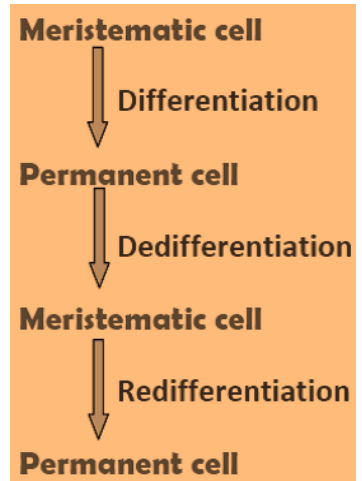 Meristematic cell
Differentiation
Permanent cell
Dedifferentiation
Meristematic cell
Redifferentiation
Permanent cell